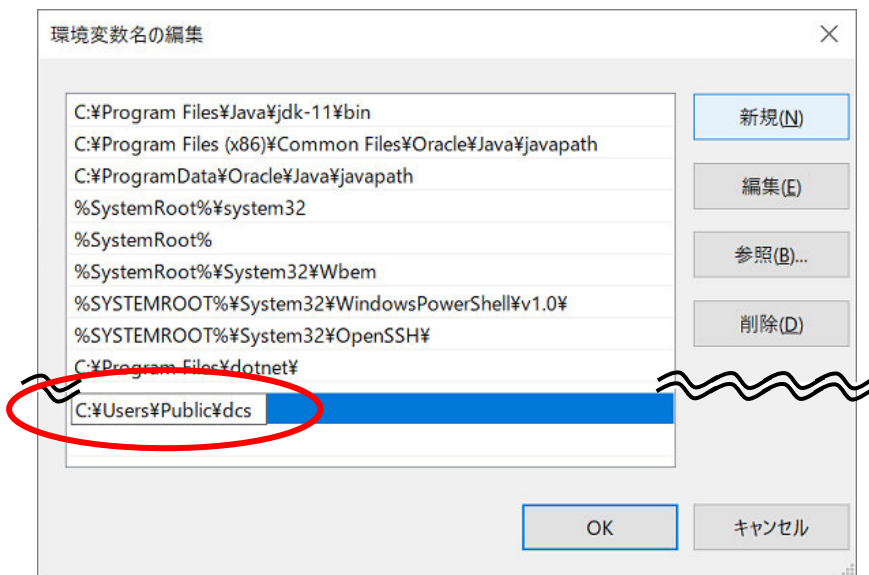 環境変数名の編集
C:¥Program Files¥Java¥jdk-11¥bin
C:¥Program Files (x86)¥Common Files¥Oracle¥Java¥javapath
C:¥ProgramData¥Oracle¥Java¥javapath
%SystemRoot%¥system32
%SystemRoot%
%SystemRoot%¥System32¥Wbem
%SYSTEMROOT%¥System32¥WindowsPowerShell¥v1.0¥
%SYSTEMROOT%¥System32¥OpenSSH¥
C:¥Program Files¥dotnet¥
C:¥Users¥Public¥dcs
新規(N)
編集(E)
参照(B)...
削除(D)
OK
キャンセル